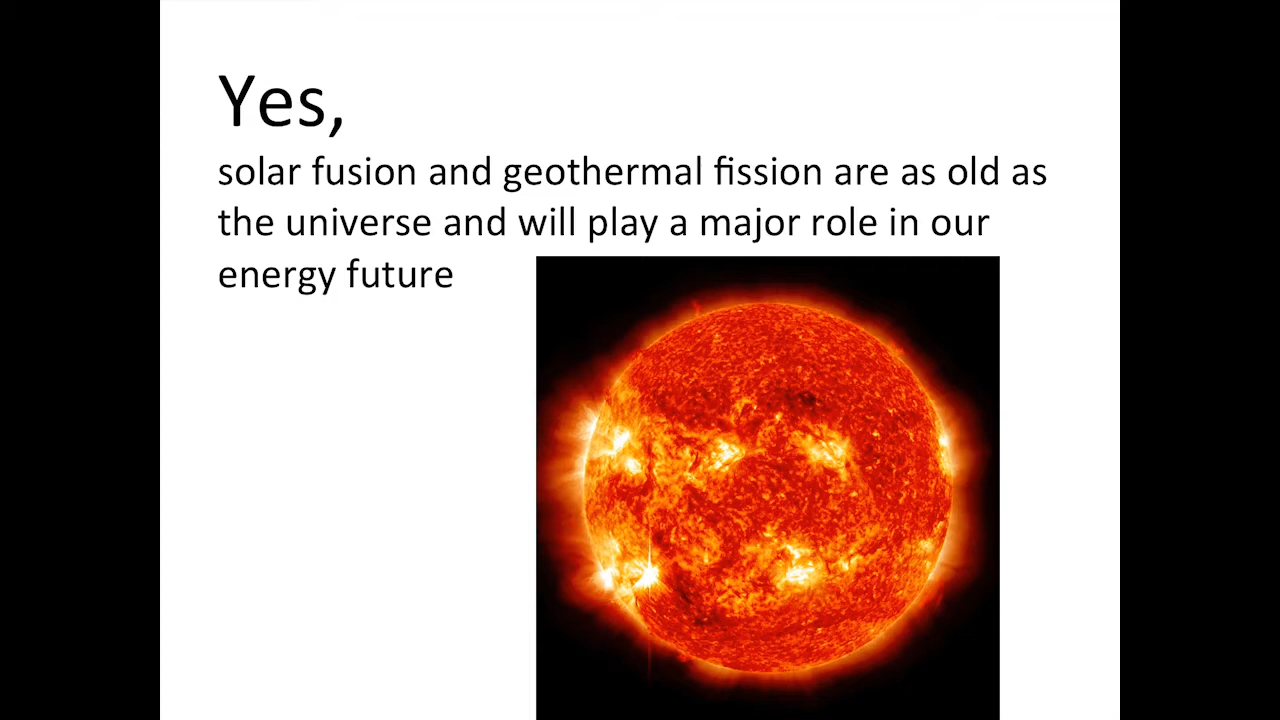 Yes,
solar fusion and geothermal fission are as old as
the universe and will play a major role in our
energy future